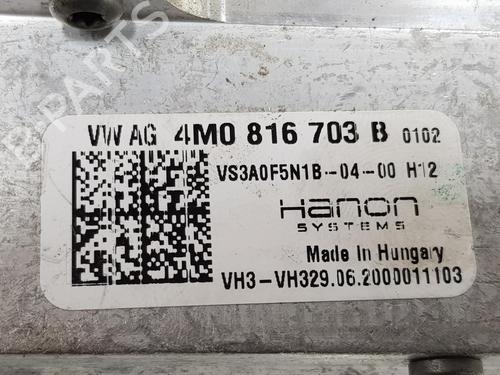 B-PARTS
VW AG 4M0 816 703 B 0102
VS3A0F5N1B-04-00 H12
Hanon
SYSTEMS
Made In Hungary
VH3-VH329.06.2000011103